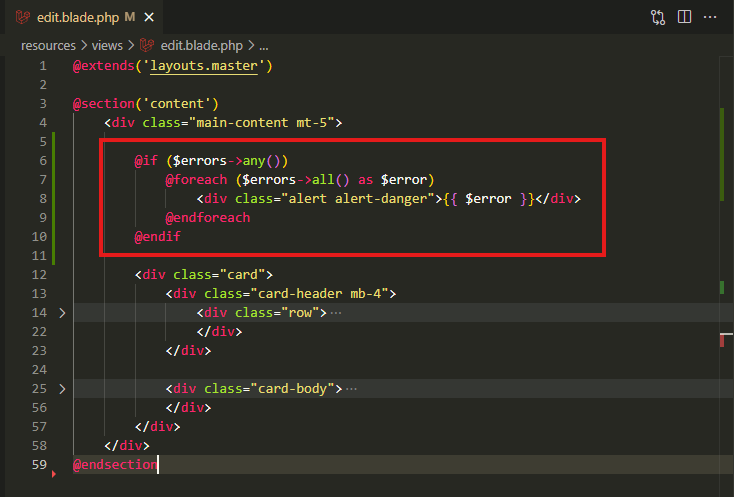 edit.blade.php M
resources > views > edit.blade.php > ...
1 @extends('layouts.master')
2
3 @section('content')
4 <div class="main-content mt-5">
5
6 @if ($errors->any())
7 @foreach ($errors->all() as $error)
8 <div class="alert alert-danger">{{ $error }}</div>
9 @endforeach
10 @endif
11
12 <div class="card">
13 <div class="card-header mb-4">
14 <div class="row">...
22 </div>
23 </div>
24
25 <div class="card-body">...
56 </div>
57 </div>
58 </div>
59 @endsection